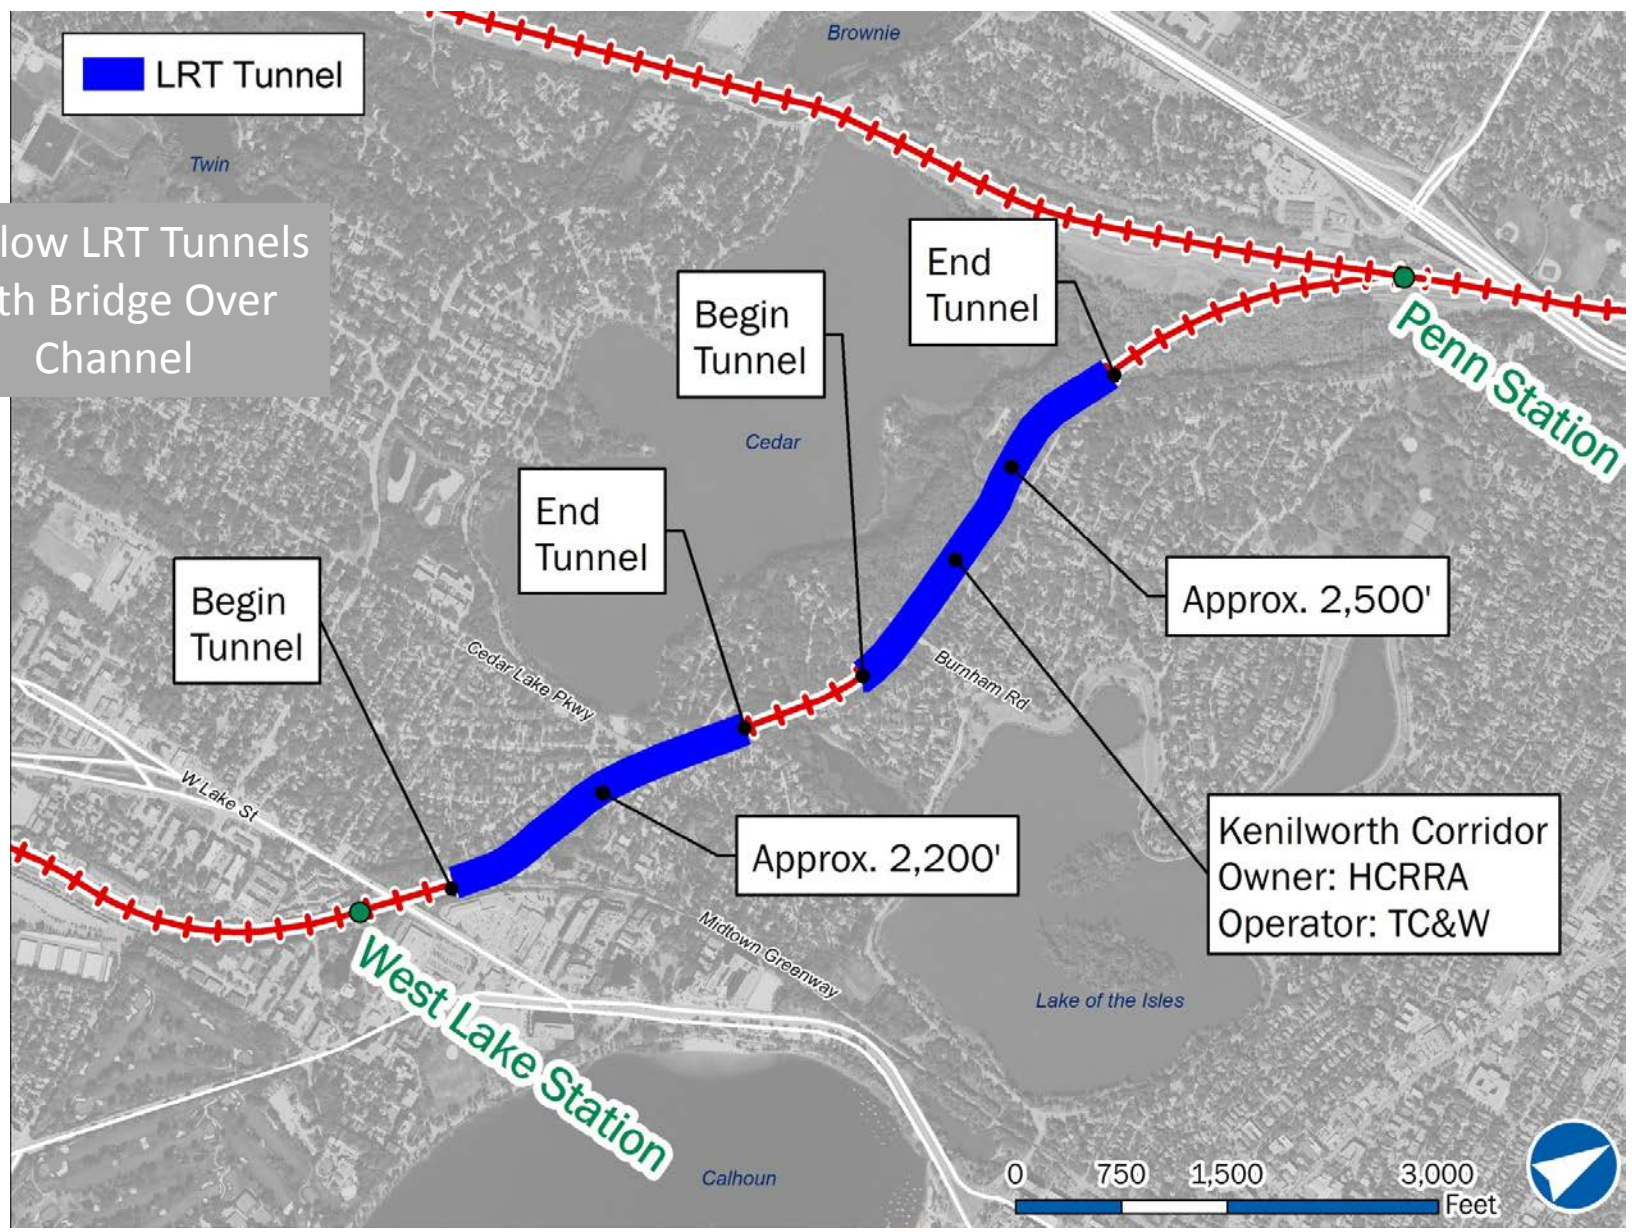 LRT Tunnel
Brownie
Twin
LRT Tunnels
Bridge Over
Channel
End
Tunnel
Begin
Tunnel
Penn Station
Cedar
End
Tunnel
Approx. 2,500'
Begin
Tunnel
Cedar Lake Pkwy
Burnham Rd
W Lake St
Approx. 2,200'
Kenilworth Corridor
Owner: HCRRA
Operator: TC&W
Midtown Greenway
West Lake Station
Lake of the Isles
Calhoun
0 750 1,500 3,000
Feet